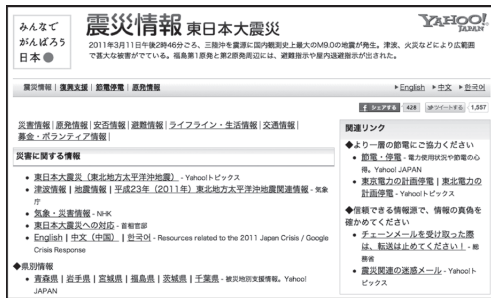 みんなで
がんばろう
日本●
震災情報 東日本大震災
YAHOO!
JAPAN
2011年3月11日午後2時46分ごろ、三陸沖を震源に国内観測史上最大のM9.0の地震が発生。津波、火災などにより広範囲
で甚大な被害がでている。福島第1原発と第2原発周辺には、避難指示や屋内退避指示が出された。
震災情報 | 復興支援 | 節電停電 | 原発情報
▶English ▶中文 ▶한국어
シェアする 428 ツイートする 1,557
災害情報 | 原発情報 | 安否情報 | 避難情報 | ライフライン・生活情報 | 交通情報 |
募金・ボランティア情報 |
災害に関する情報
• 東日本大震災(東北地方太平洋沖地震) - Yahoo!トピックス
• 津波情報 | 地震情報 | 平成23年(2011年)東北地方太平洋沖地震関連情報 - 気象
庁
• 気象・災害情報 - NHK
• 東日本大震災への対応 - 首相官邸
• English | 中文(中国) | 한국어 - Resources related to the 2011 Japan Crisis / Google
Crisis Response
◆県別情報
• 青森県 | 岩手県 | 宮城県 | 福島県 | 茨城県 | 千葉県 - 被災地別支援情報。Yahoo!
JAPAN
関連リンク
◆より一層の節電にご協力ください
• 節電・停電 - 電力使用状況や節電の心
得。Yahoo! JAPAN
• 東京電力の計画停電 | 東北電力の
計画停電 - Yahoo!トピックス
◆信頼できる情報源で、情報の真偽を
確かめてください
• チェーンメールを受け取った際
は、転送は止めてください! - 総
務省
• 震災関連の迷惑メール - Yahoo!ト
ピックス